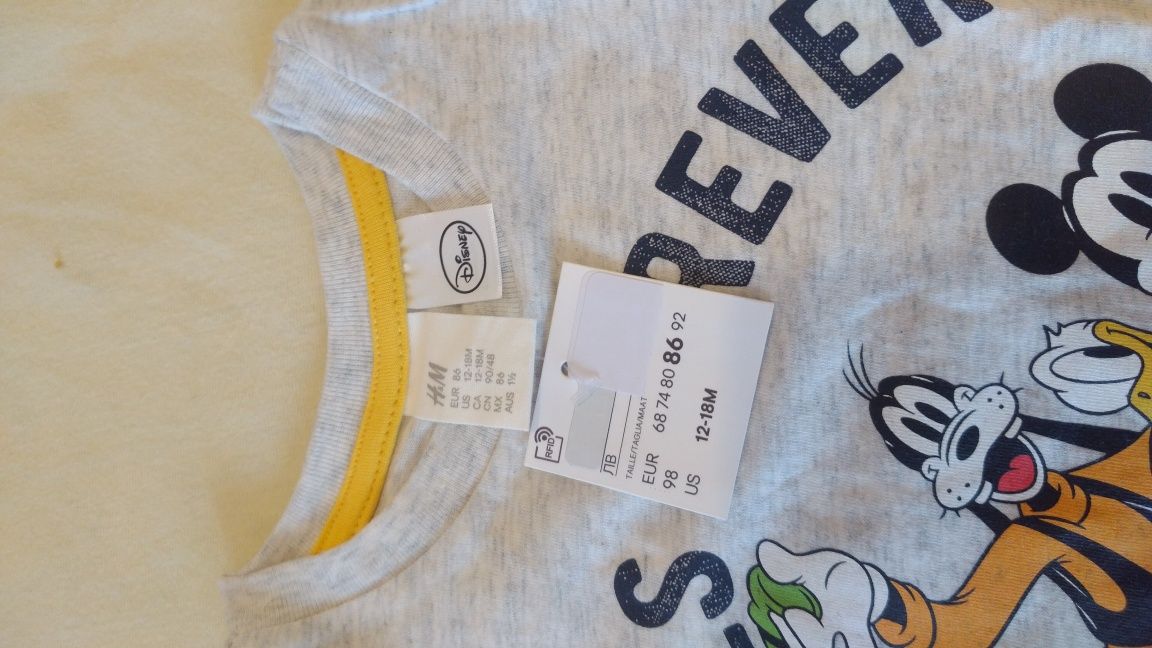 DISNEY
H&M
EUR 86
US 12-18M
CA 12-18M
CN 90/48
MX 86
AUS 1½
RFID
ЛВ
TAILLE/TAGLIA/MAAT
EUR 68 74 80 86 92
98
US 12-18M
REVER
S